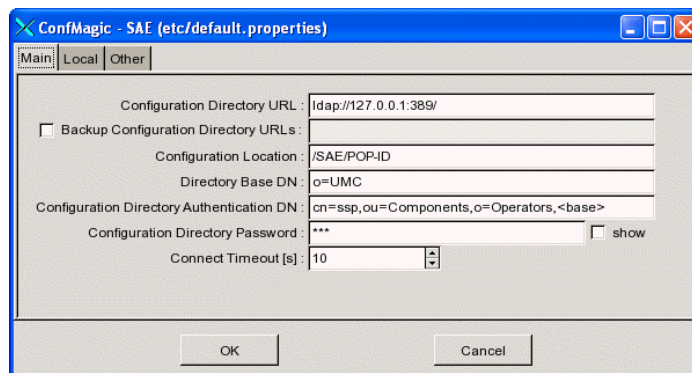 ConfMagic - SAE (etc/default.properties)
Main Local Other
Configuration Directory URL : ldap://127.0.0.1:389/
Backup Configuration Directory URLs :
Configuration Location : /SAE/POP-ID
Directory Base DN : o=UMC
Configuration Directory Authentication DN : cn=ssp,ou=Components,o=Operators,<base>
Configuration Directory Password : *** show
Connect Timeout [s] : 10
OK Cancel